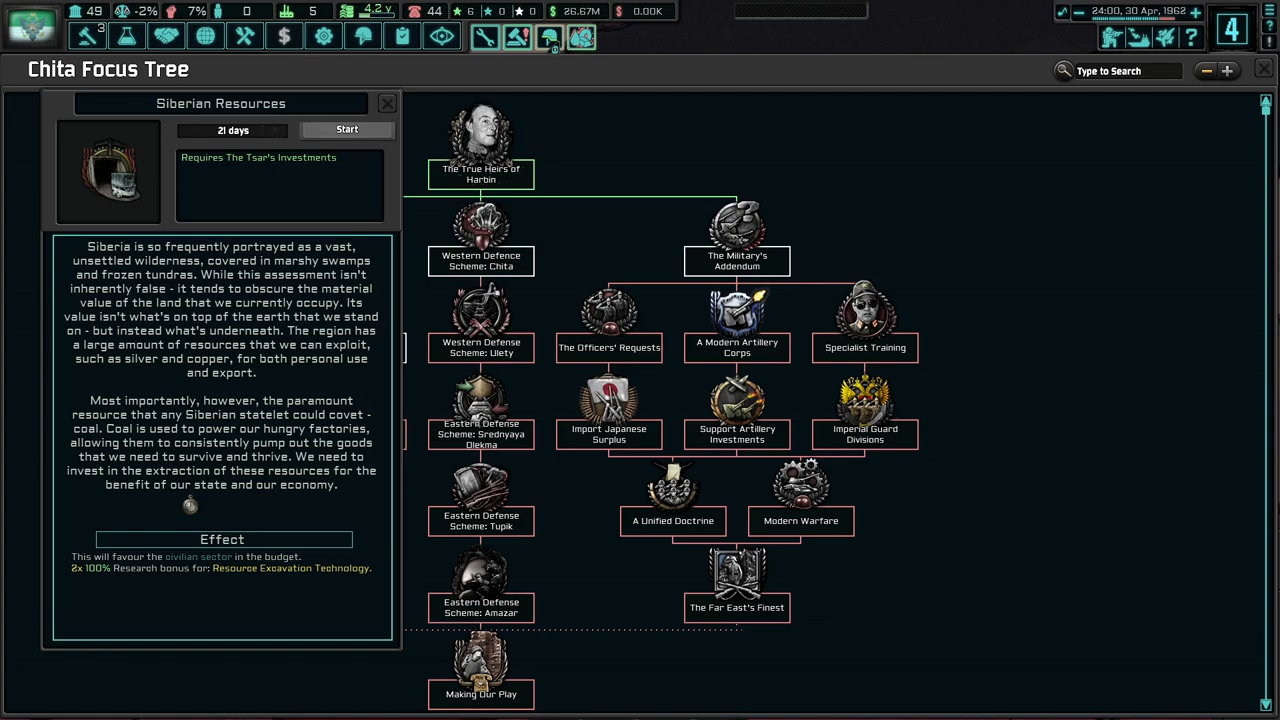 49 -2% 7% 0 5 4.2 v 44 6 0 0 26.67M 0.00K
24:00, 30 Apr, 1962
3
4
Chita Focus Tree
Type to Search
Siberian Resources
21 days
Start
Requires The Tsar's Investments
Siberia is so frequently portrayed as a vast,
unsettled wilderness, covered in marshy swamps
and frozen tundras. While this assessment isn't
inherently false - it tends to obscure the material
value of the land that we currently occupy. Its
value isn't what's on top of the earth that we stand
on - but instead what's underneath. The region has
a large amount of resources that we can exploit,
such as silver and copper, for both personal use
and export.
Most importantly, however, the paramount
resource that any Siberian statelet could covet -
coal. Coal is used to power our hungry factories,
allowing them to consistently pump out the goods
that we need to survive and thrive. We need to
invest in the extraction of these resources for the
benefit of our state and our economy.
Effect
This will favour the civilian sector in the budget.
2x 100% Research bonus for: Resource Excavation Technology.
The True Heirs of
Harbin
Western Defence
Scheme: Chita
The Military's
Addendum
Western Defense
Scheme: Ulety
The Officers' Requests
A Modern Artillery
Corps
Specialist Training
Eastern Defense
Scheme: Srednyaya
Olekma
Import Japanese
Surplus
Support Artillery
Investments
Imperial Guard
Divisions
Eastern Defense
Scheme: Tupik
A Unified Doctrine
Modern Warfare
Eastern Defense
Scheme: Amazar
The Far East's Finest
Making Our Play